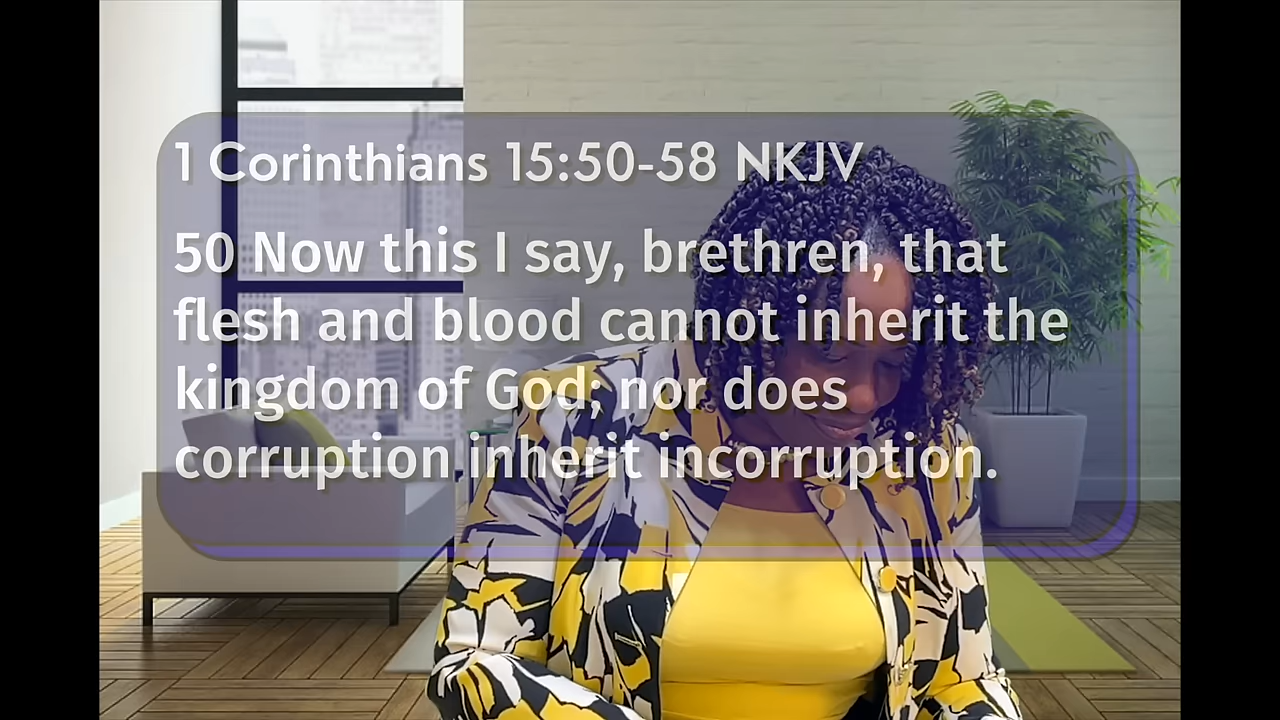 1 Corinthians 15:50-58 NKJV
50 Now this I say, brethren, that
flesh and blood cannot inherit the
kingdom of God; nor does
corruption inherit incorruption.